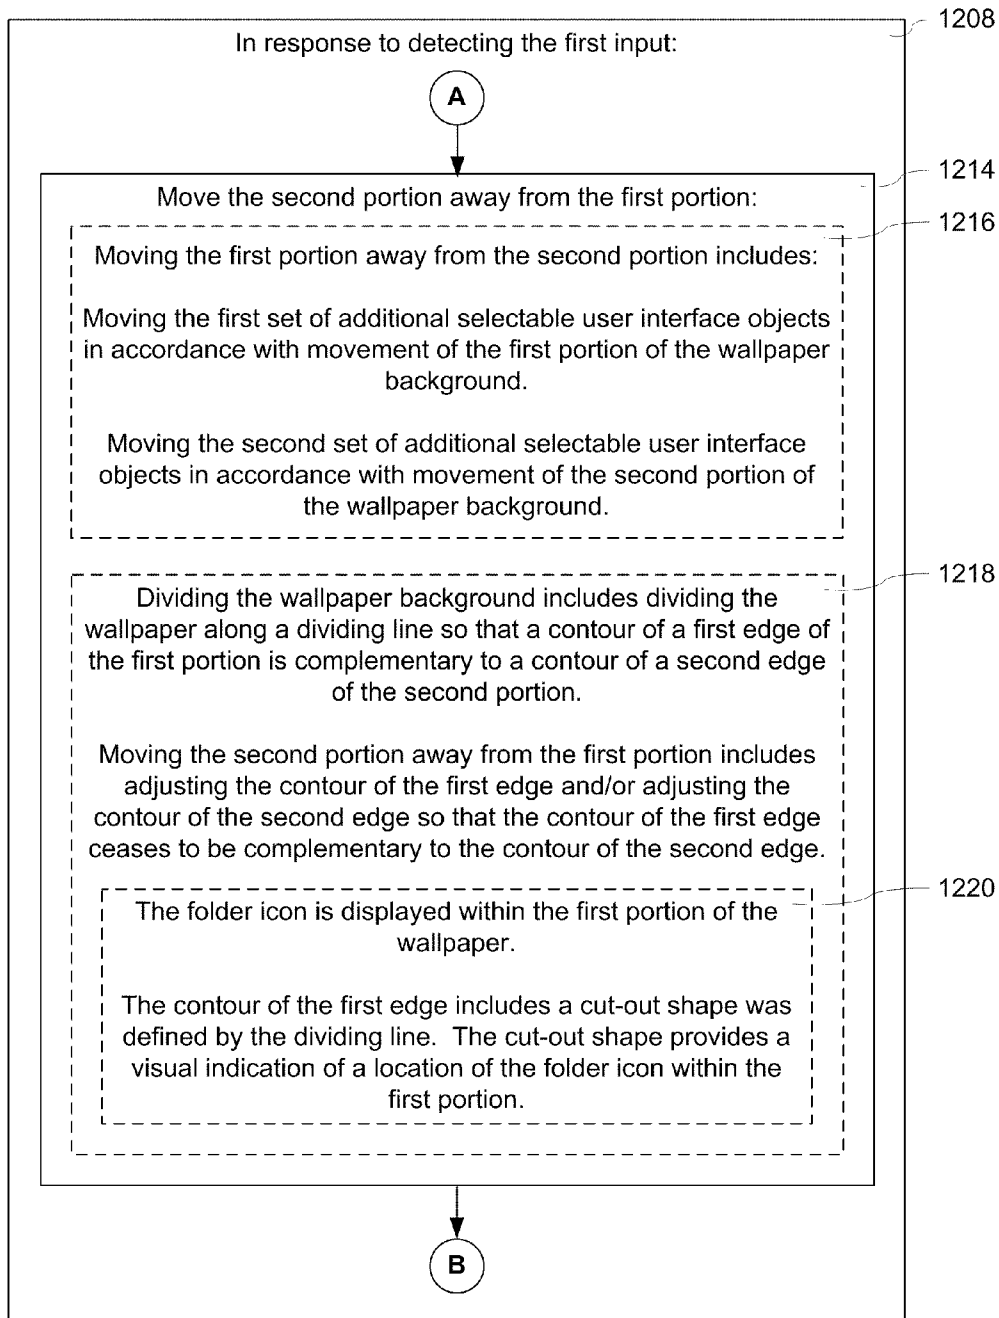 1208
In response to detecting the first input:
A
1214
Move the second portion away from the first portion:
1216
Moving the first portion away from the second portion includes:
Moving the first set of additional selectable user interface objects
in accordance with movement of the first portion of the wallpaper
background.
Moving the second set of additional selectable user interface
objects in accordance with movement of the second portion of
the wallpaper background.
1218
Dividing the wallpaper background includes dividing the
wallpaper along a dividing line so that a contour of a first edge of
the first portion is complementary to a contour of a second edge
of the second portion.
Moving the second portion away from the first portion includes
adjusting the contour of the first edge and/or adjusting the
contour of the second edge so that the contour of the first edge
ceases to be complementary to the contour of the second edge.
1220
The folder icon is displayed within the first portion of the
wallpaper.
The contour of the first edge includes a cut-out shape was
defined by the dividing line.  The cut-out shape provides a
visual indication of a location of the folder icon within the
first portion.
B